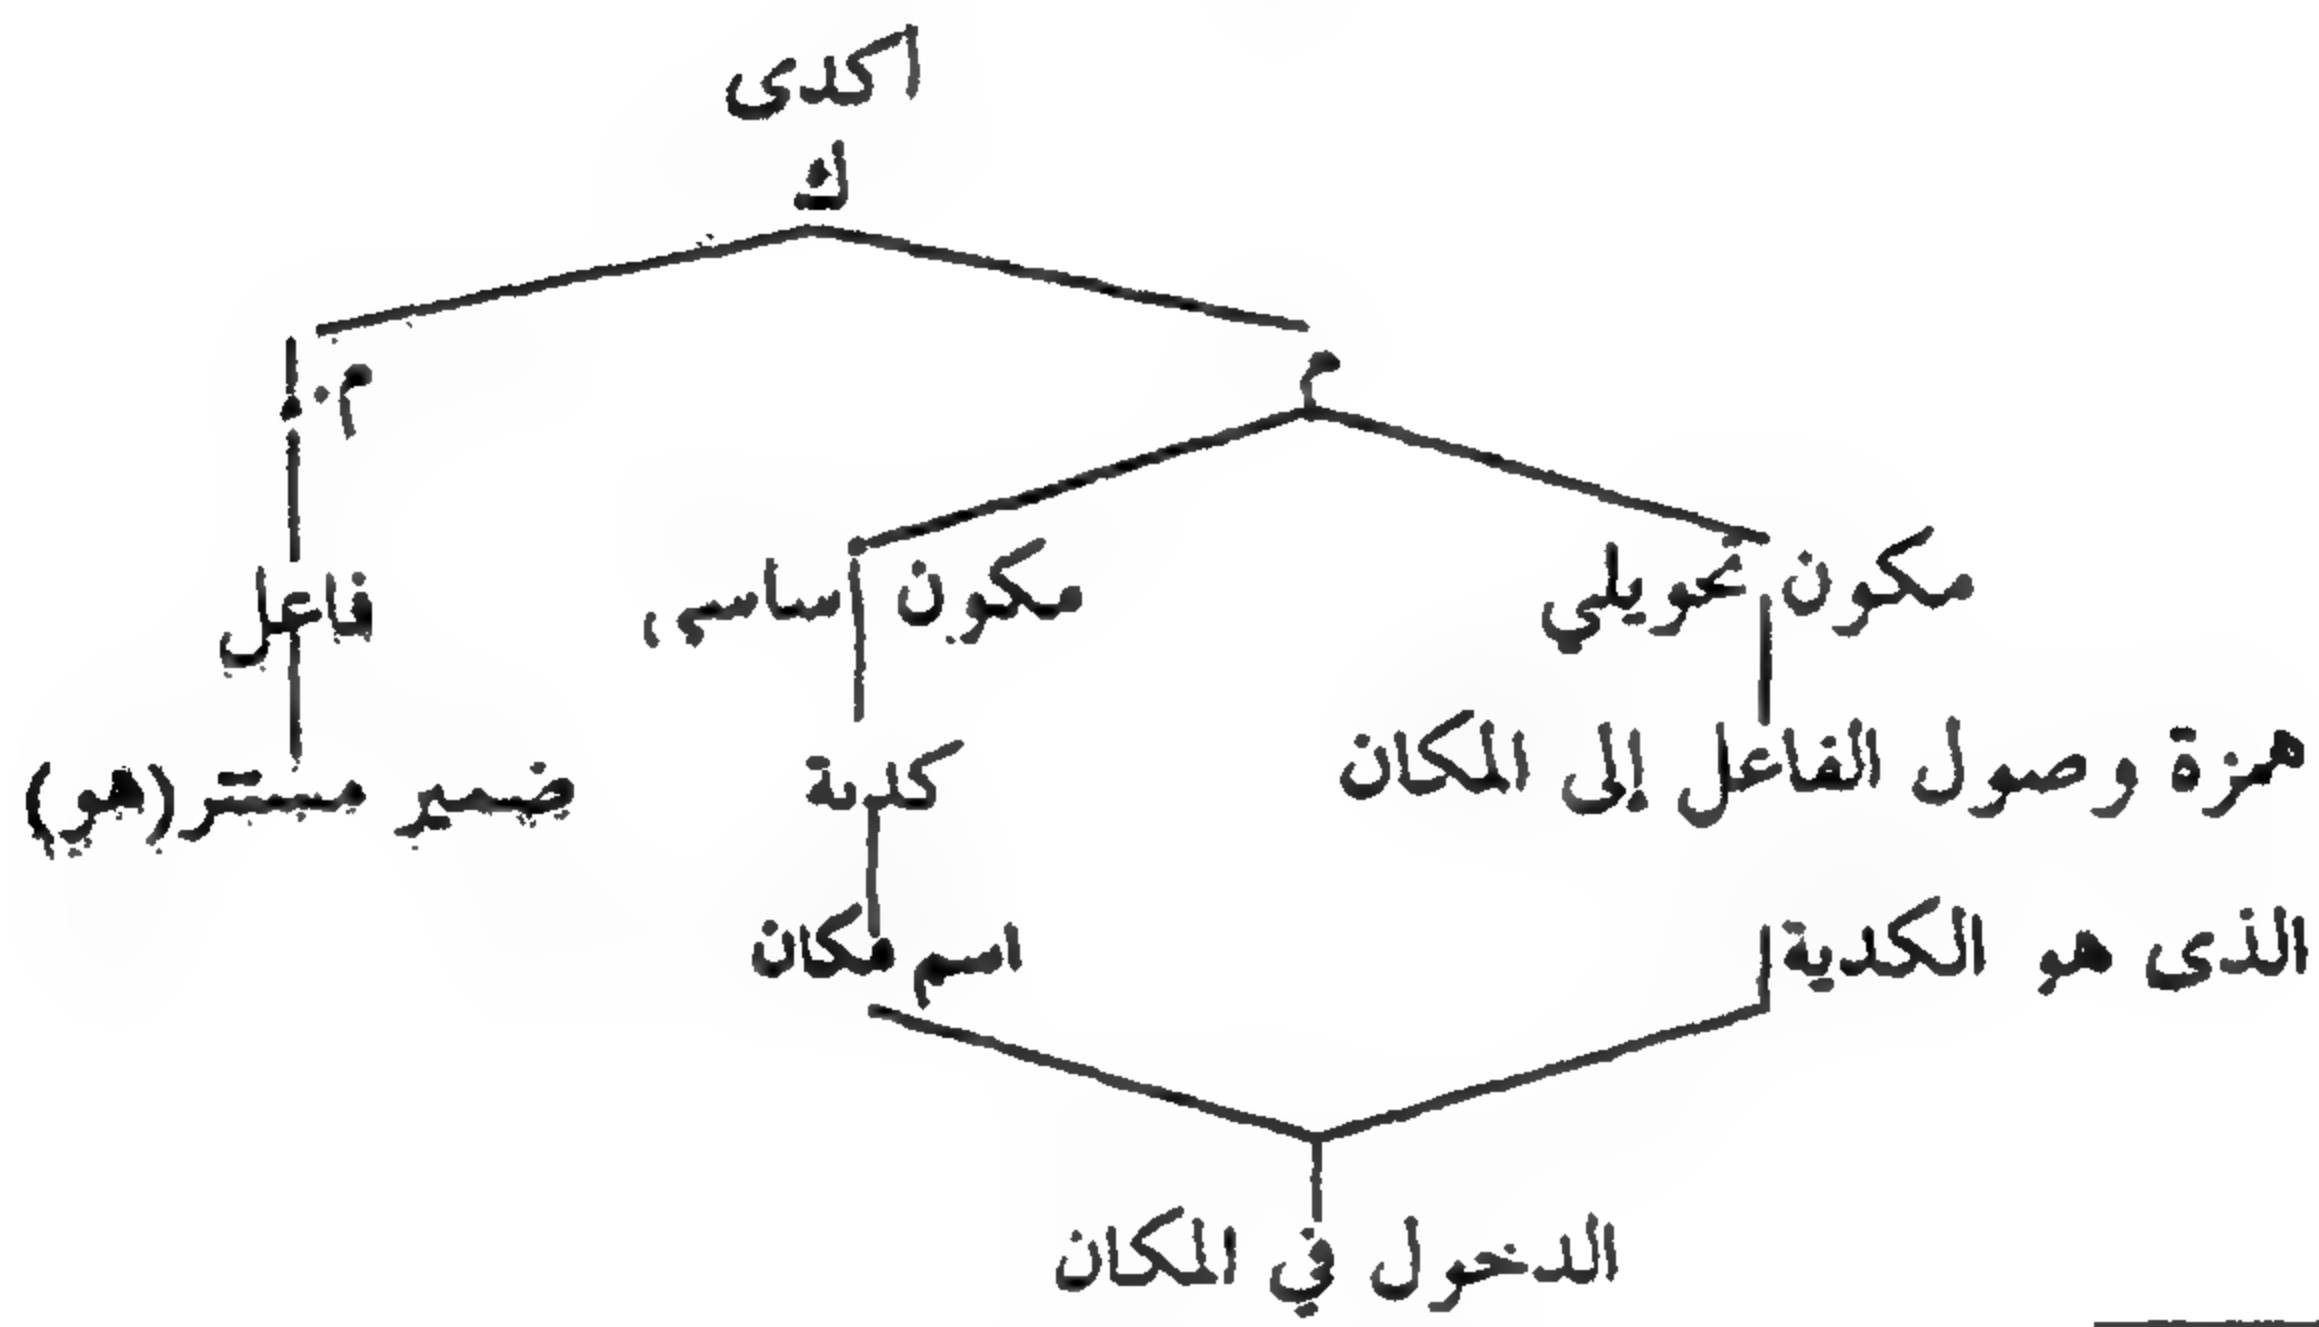 اكدى
ك
م
م.إ
مكون تحويلي
مكون اساسي
فاعل
همزة وصول الفاعل إلى المكان
كدية
ضمير مستتر (هو)
الذى هو الكدية
اسم مكان
الدخول في المكان